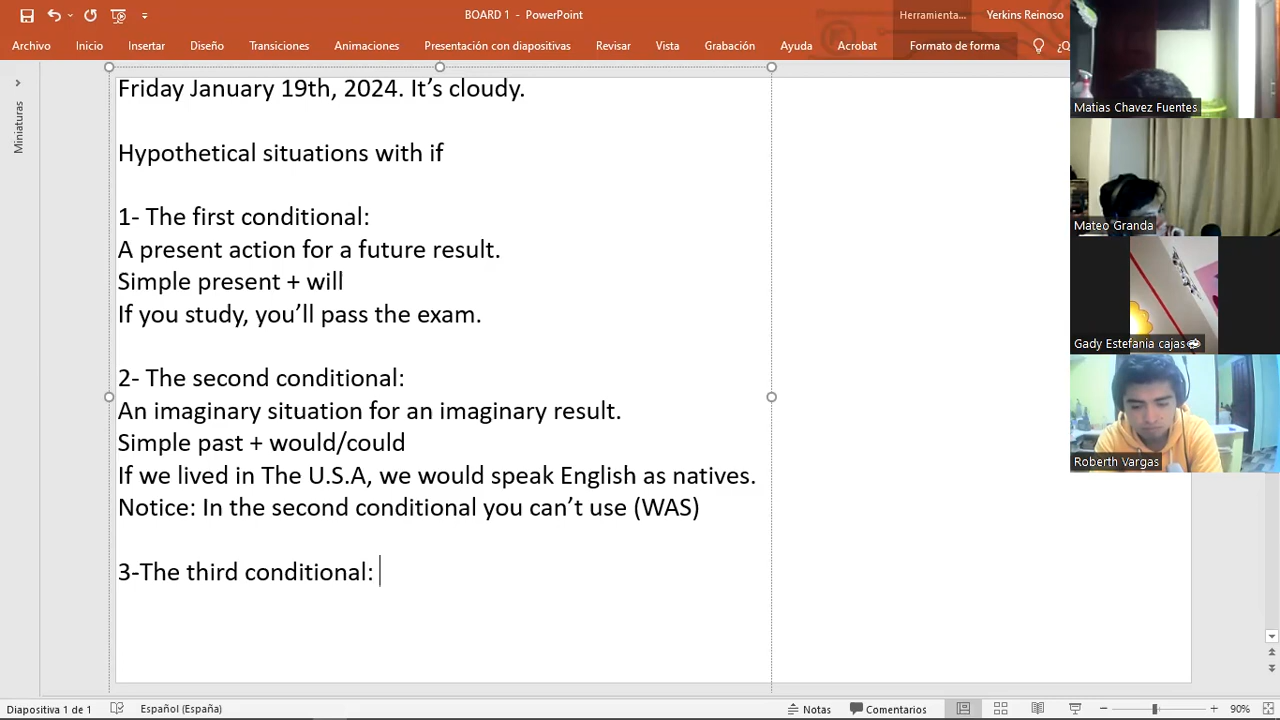 BOARD 1 - PowerPoint
Herramienta...
Yerkins Reinoso
Archivo Inicio Insertar Diseño Transiciones Animaciones Presentación con diapositivas Revisar Vista Grabación Ayuda Acrobat Formato de forma ¿Q
Miniaturas
Friday January 19th, 2024. It’s cloudy.
Hypothetical situations with if
1- The first conditional:
A present action for a future result.
Simple present + will
If you study, you’ll pass the exam.
2- The second conditional:
An imaginary situation for an imaginary result.
Simple past + would/could
If we lived in The U.S.A, we would speak English as natives.
Notice: In the second conditional you can’t use (WAS)
3-The third conditional:
Matias Chavez Fuentes
Mateo Granda
Gady Estefania cajas
Roberth Vargas
Diapositiva 1 de 1 Español (España) Notas Comentarios 90%